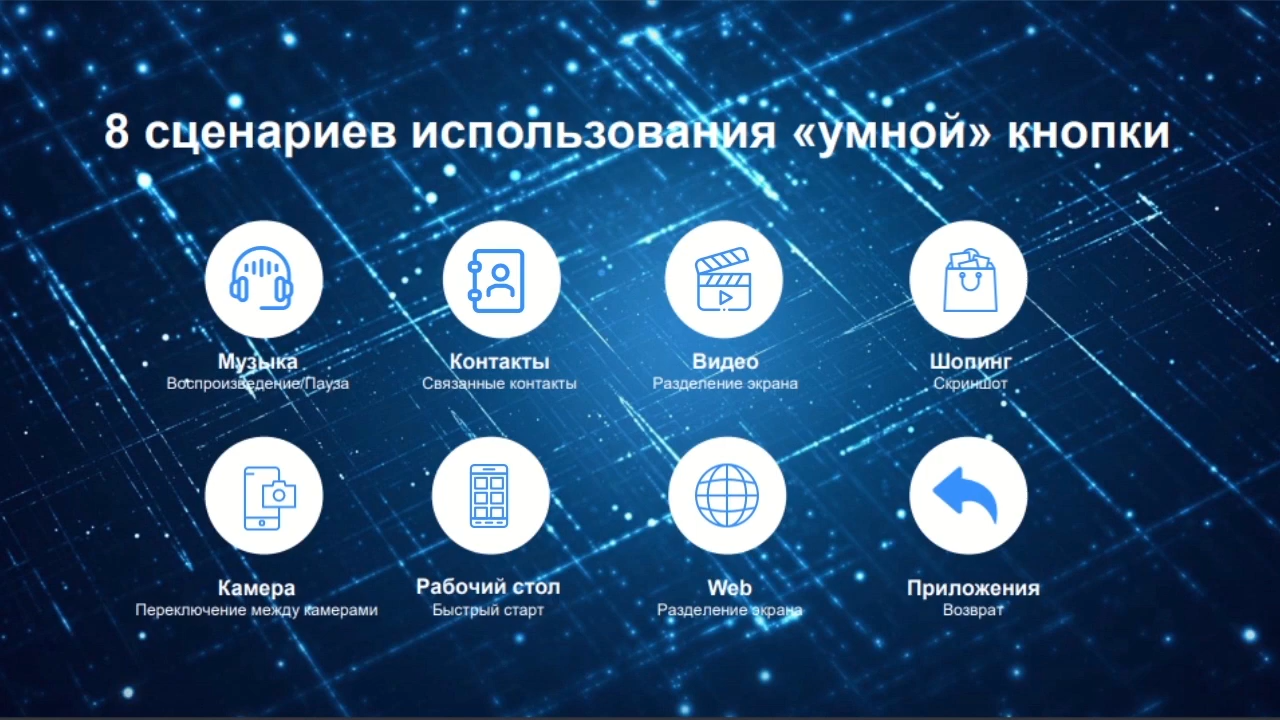 8 сценариев использования «умной» кнопки
Музыка
Воспроизведение/Пауза
Контакты
Связанные контакты
Видео
Разделение экрана
Шопинг
Скриншот
Камера
Переключение между камерами
Рабочий стол
Быстрый старт
Web
Разделение экрана
Приложения
Возврат